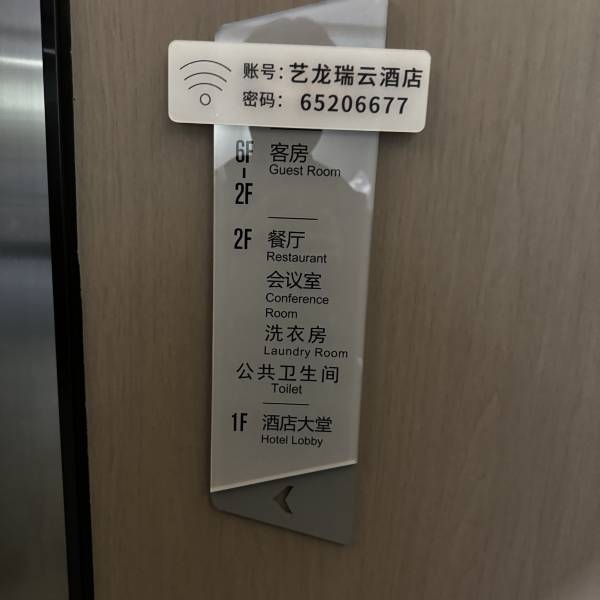 账号：艺龙瑞云酒店
密码： 65206677
6F 客房
Guest Room
2F
2F 餐厅
Restaurant
会议室
Conference
Room
洗衣房
Laundry Room
公共卫生间
Toilet
1F 酒店大堂
Hotel Lobby